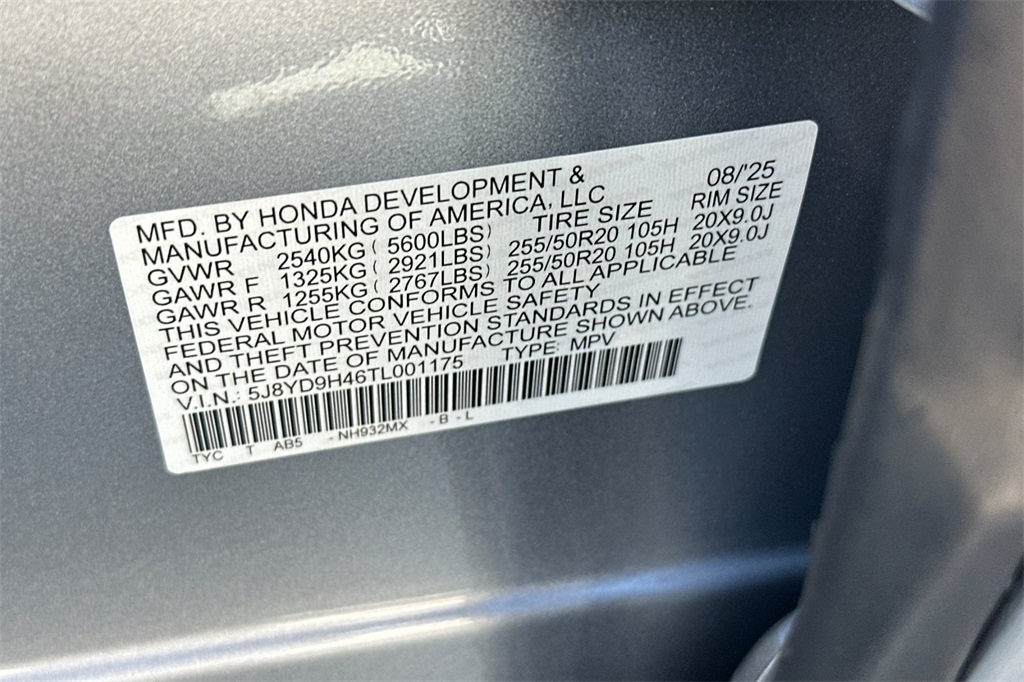 MFD. BY HONDA DEVELOPMENT & 08/'25
MANUFACTURING OF AMERICA, LLC RIM SIZE
GVWR 2540KG ( 5600LBS) TIRE SIZE
GAWR F 1325KG ( 2921LBS) 255/50R20 105H 20X9.0J
GAWR R 1255KG ( 2767LBS) 255/50R20 105H 20X9.0J
THIS VEHICLE CONFORMS TO ALL APPLICABLE
FEDERAL MOTOR VEHICLE SAFETY
AND THEFT PREVENTION STANDARDS IN EFFECT
ON THE DATE OF MANUFACTURE SHOWN ABOVE.
V.I.N.: 5J8YD9H46TL001175 TYPE: MPV
TYC T AB5 - NH932MX - B - L